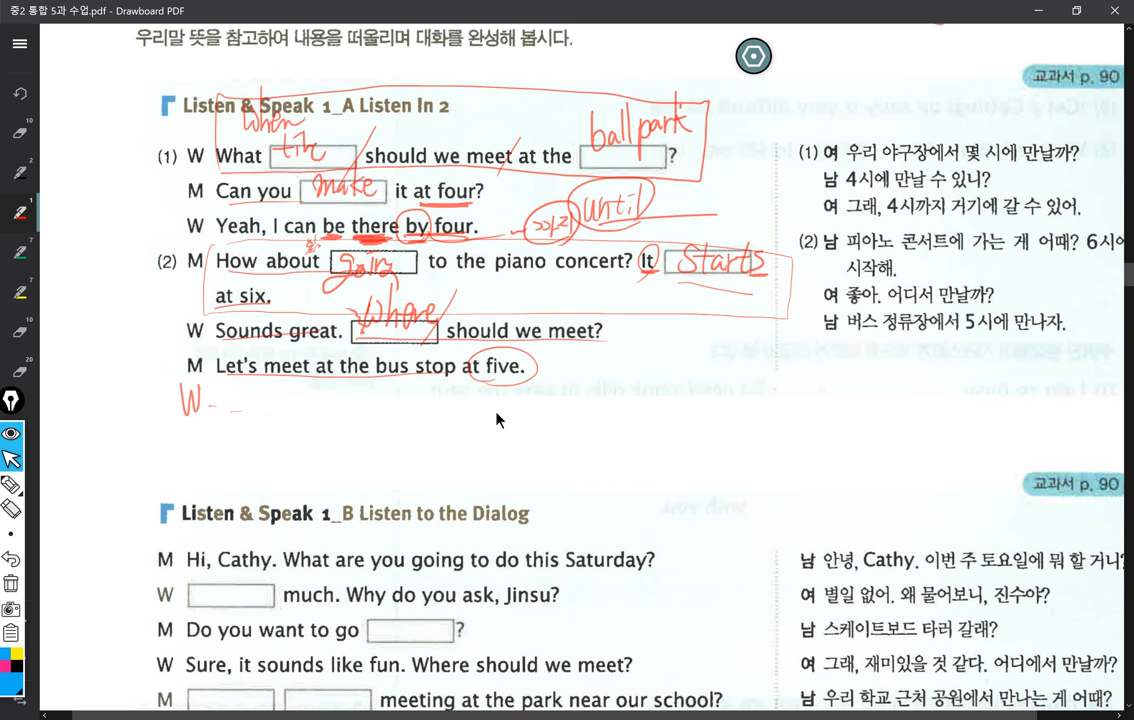 중2 통합 5과 수업.pdf - Drawboard PDF
우리말 뜻을 참고하여 내용을 떠올리며 대화를 완성해 봅시다.
교과서 p. 90
Listen & Speak 1_A Listen In 2
when
(1) W What time should we meet at the ballpark?
M Can you make it at four?
W Yeah, I can be there by four.
until
(2) M How about going to the piano concert? It starts
at six.
W Sounds great. Where should we meet?
M Let's meet at the bus stop at five.
W
(1) 여 우리 야구장에서 몇 시에 만날까?
남 4시에 만날 수 있니?
여 그래, 4시까지 거기에 갈 수 있어.
(2) 남 피아노 콘서트에 가는 게 어때? 6시에
시작해.
여 좋아. 어디서 만날까?
남 버스 정류장에서 5시에 만나자.
교과서 p. 90
Listen & Speak 1_B Listen to the Dialog
M Hi, Cathy. What are you going to do this Saturday?
W much. Why do you ask, Jinsu?
M Do you want to go ?
W Sure, it sounds like fun. Where should we meet?
M meeting at the park near our school?
남 안녕, Cathy. 이번 주 토요일에 뭐 할 거니?
여 별일 없어. 왜 물어보니, 진수야?
남 스케이트보드 타러 갈래?
여 그래, 재미있을 것 같다. 어디에서 만날까?
남 우리 학교 근처 공원에서 만나는 게 어때?